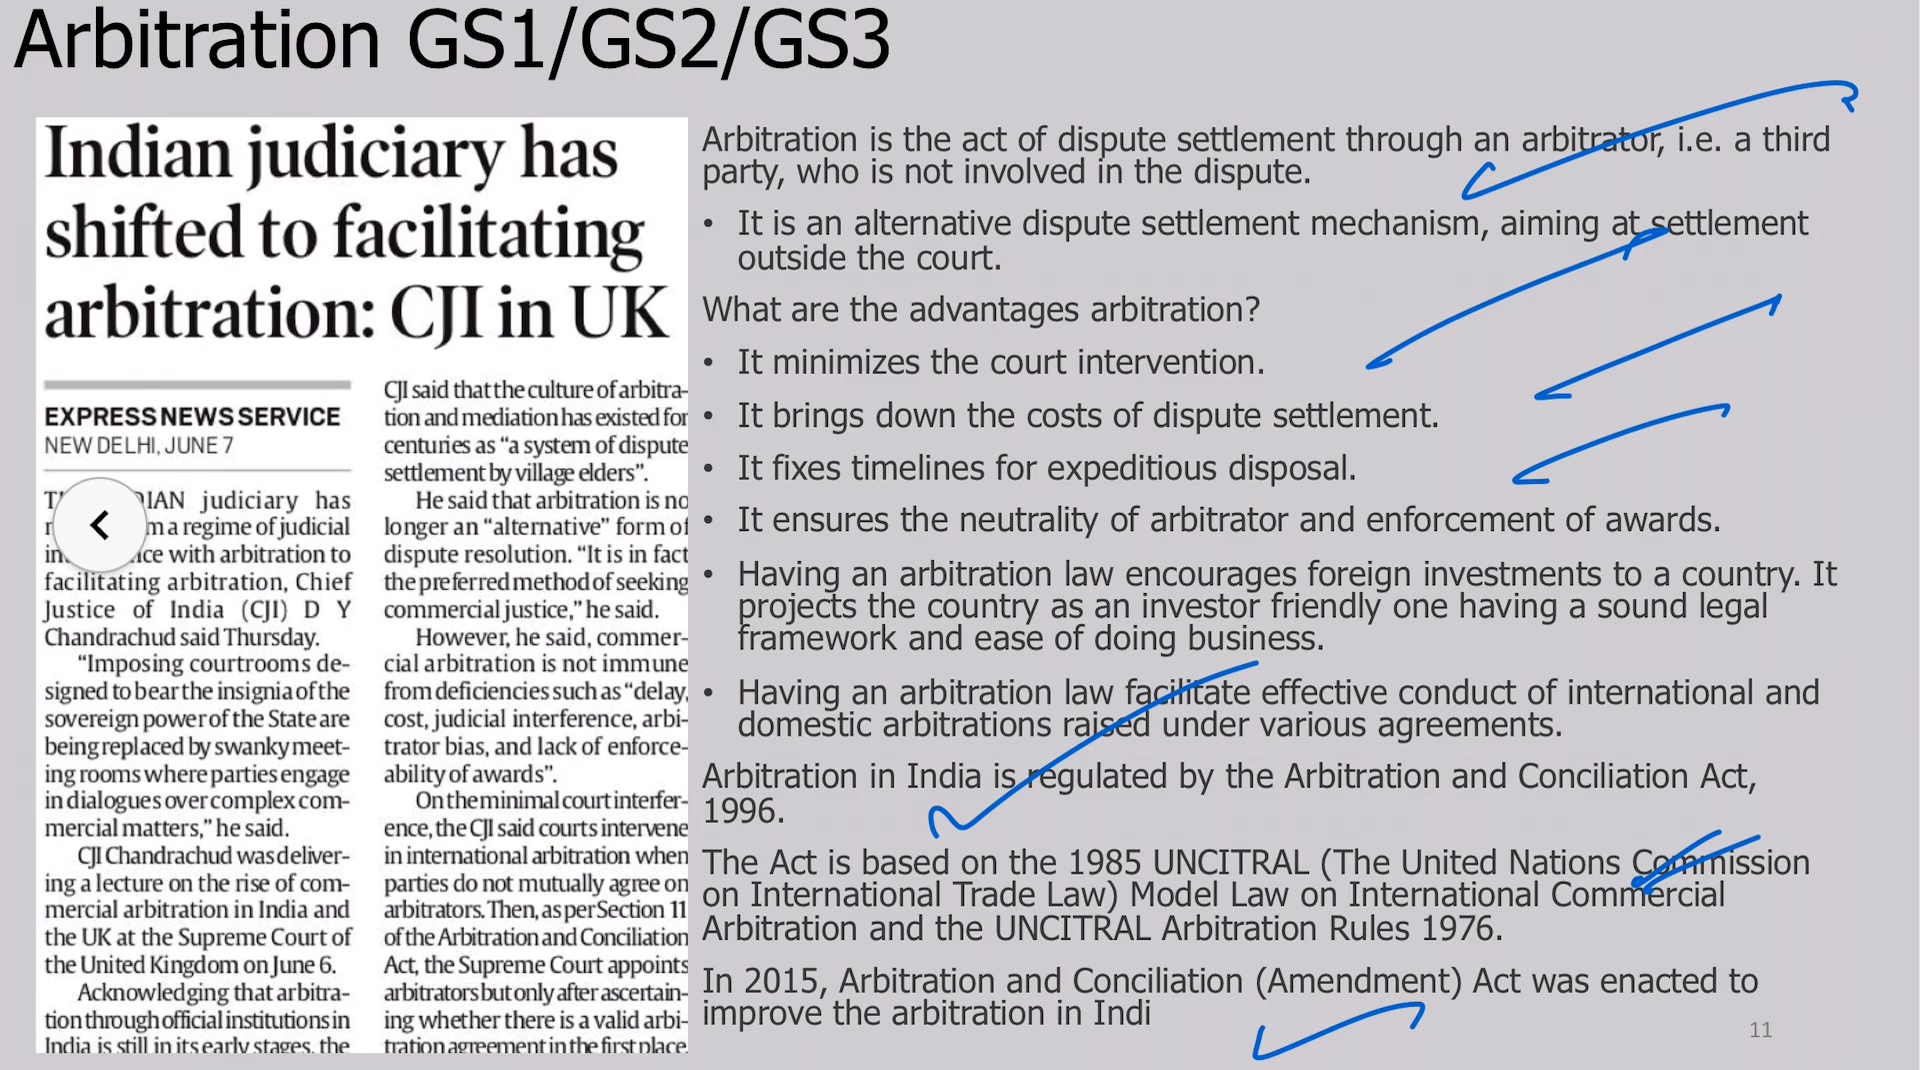 Arbitration GS1/GS2/GS3
Indian judiciary has
shifted to facilitating
arbitration: CJI in UK
EXPRESS NEWS SERVICE
NEW DELHI, JUNE 7
IAN judiciary has
m a regime of judicial
ce with arbitration to
facilitating arbitration, Chief
Justice of India (CJI) D Y
Chandrachud said Thursday.
“Imposing courtrooms de-
signed to bear the insignia of the
sovereign power of the State are
being replaced by swanky meet-
ing rooms where parties engage
in dialogues over complex com-
mercial matters,” he said.
CJI Chandrachud was deliver-
ing a lecture on the rise of com-
mercial arbitration in India and
the UK at the Supreme Court of
the United Kingdom on June 6.
Acknowledging that arbitra-
tion through official institutions in
India is still in its early stages, the
CJI said that the culture of arbitra-
tion and mediation has existed for
centuries as “a system of dispute
settlement by village elders”.
He said that arbitration is no
longer an “alternative” form of
dispute resolution. “It is in fact
the preferred method of seeking
commercial justice,” he said.
However, he said, commer-
cial arbitration is not immune
from deficiencies such as “delay,
cost, judicial interference, arbi-
trator bias, and lack of enforce-
ability of awards”.
On the minimal court interfer-
ence, the CJI said courts intervene
in international arbitration when
parties do not mutually agree on
arbitrators. Then, as per Section 11
of the Arbitration and Conciliation
Act, the Supreme Court appoints
arbitrators but only after ascertain-
ing whether there is a valid arbi-
tration agreement in the first place.
Arbitration is the act of dispute settlement through an arbitrator, i.e. a third
party, who is not involved in the dispute.
• It is an alternative dispute settlement mechanism, aiming at settlement
outside the court.
What are the advantages arbitration?
• It minimizes the court intervention.
• It brings down the costs of dispute settlement.
• It fixes timelines for expeditious disposal.
• It ensures the neutrality of arbitrator and enforcement of awards.
• Having an arbitration law encourages foreign investments to a country. It
projects the country as an investor friendly one having a sound legal
framework and ease of doing business.
• Having an arbitration law facilitate effective conduct of international and
domestic arbitrations raised under various agreements.
Arbitration in India is regulated by the Arbitration and Conciliation Act,
1996.
The Act is based on the 1985 UNCITRAL (The United Nations Commission
on International Trade Law) Model Law on International Commercial
Arbitration and the UNCITRAL Arbitration Rules 1976.
In 2015, Arbitration and Conciliation (Amendment) Act was enacted to
improve the arbitration in Indi
11